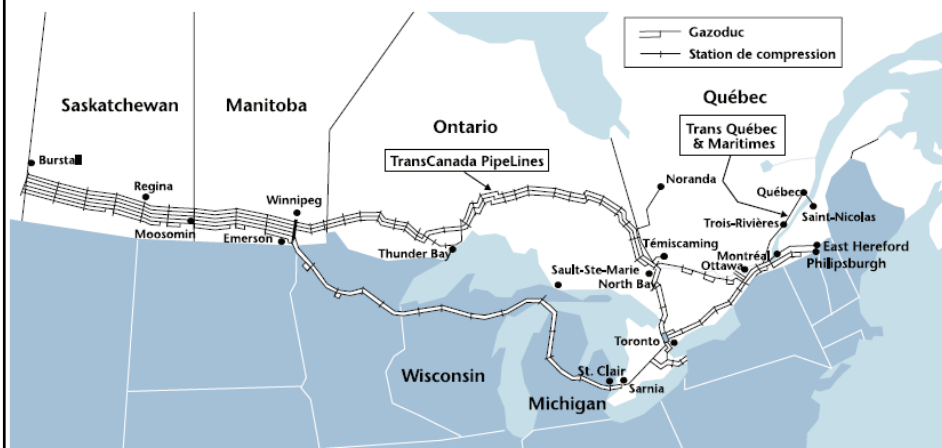 Gazoduc
Station de compression
Saskatchewan
Manitoba
Ontario
Québec
Trans Québec
& Maritimes
TransCanada PipeLines
Regina
Winnipeg
Moosomin
Emerson
Thunder Bay
Noranda
Québec
Saint-Nicolas
Trois-Rivières
Témiscaming
Montréal
East Hereford
Philipsburgh
Ottawa
Sault-Ste-Marie
North Bay
Toronto
St. Clair
Sarnia
Wisconsin
Michigan